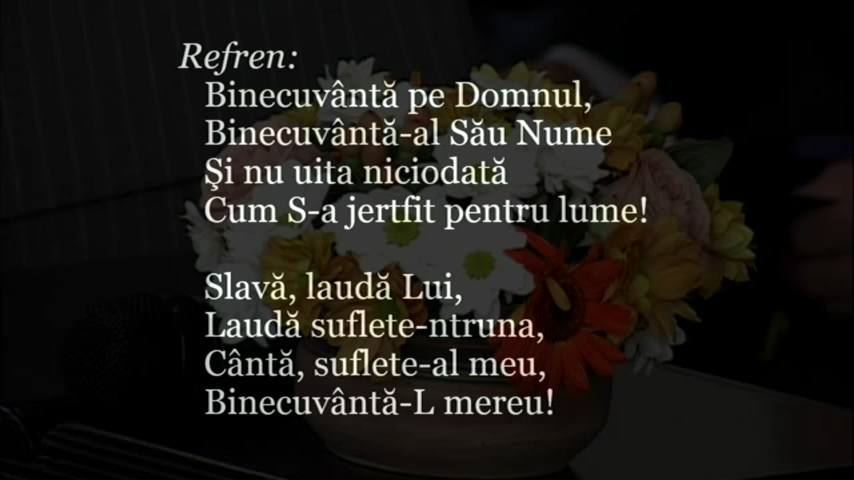 Refren:
Binecuvântă pe Domnul,
Binecuvântă-al Său Nume
Şi nu uita niciodată
Cum S-a jertfit pentru lume!
Slavă, laudă Lui,
Laudă suflete-ntruna,
Cântă, suflete-al meu,
Binecuvântă-L mereu!